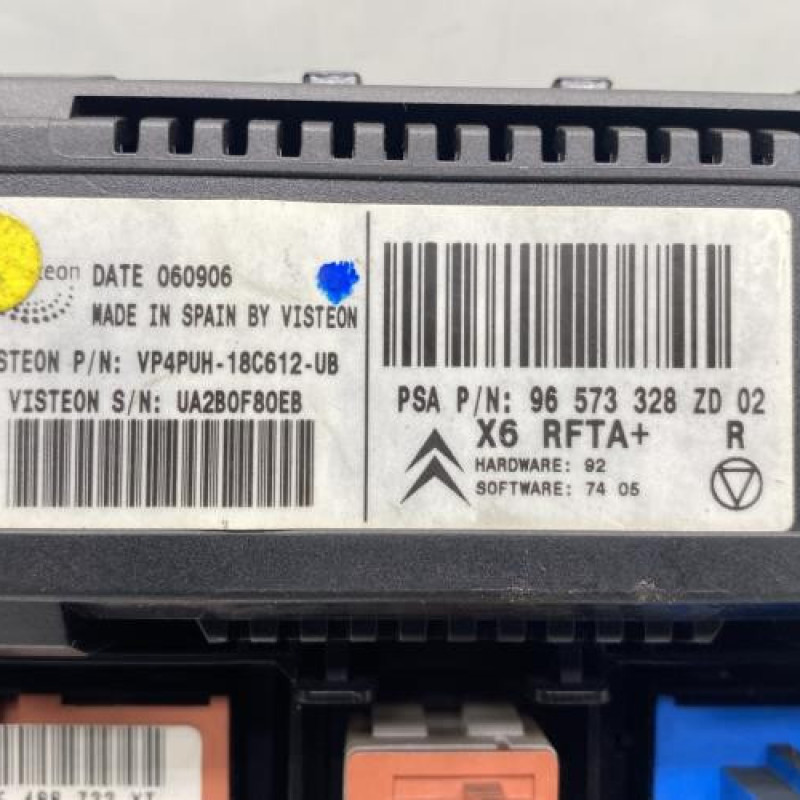 DATE 060906
MADE IN SPAIN BY VISTEON
P/N: VP4PUH-18C612-UB
VISTEON S/N: UA2B0F80EB
PSA P/N: 96 573 328 ZD 02
X6 RFTA+ R
HARDWARE: 92
SOFTWARE: 74 05